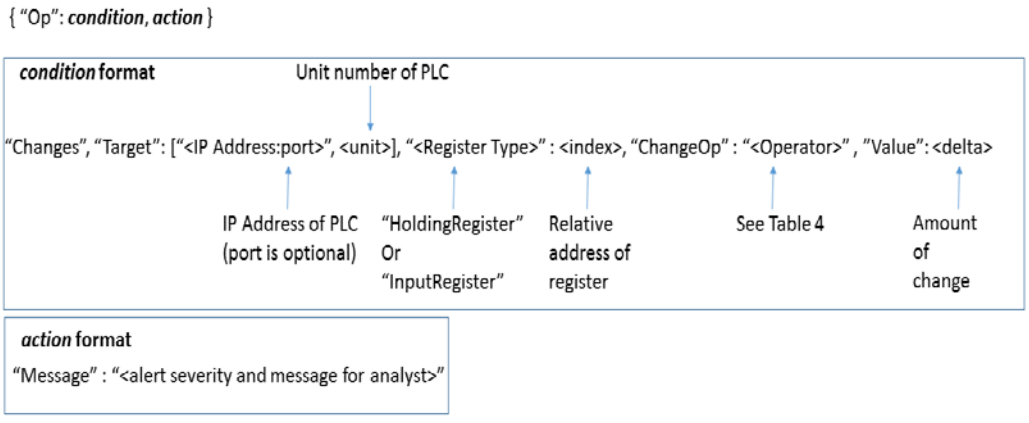 { “Op”: condition, action }
condition format
Unit number of PLC
“Changes”, “Target”: [“<IP Address:port>”, <unit>], “<Register Type>” : <index>, “ChangeOp” : “<Operator>” , ”Value”: <delta>
IP Address of PLC “HoldingRegister” Relative See Table 4 Amount
(port is optional) Or address of of
“InputRegister” register change
action format
“Message” : “<alert severity and message for analyst>”